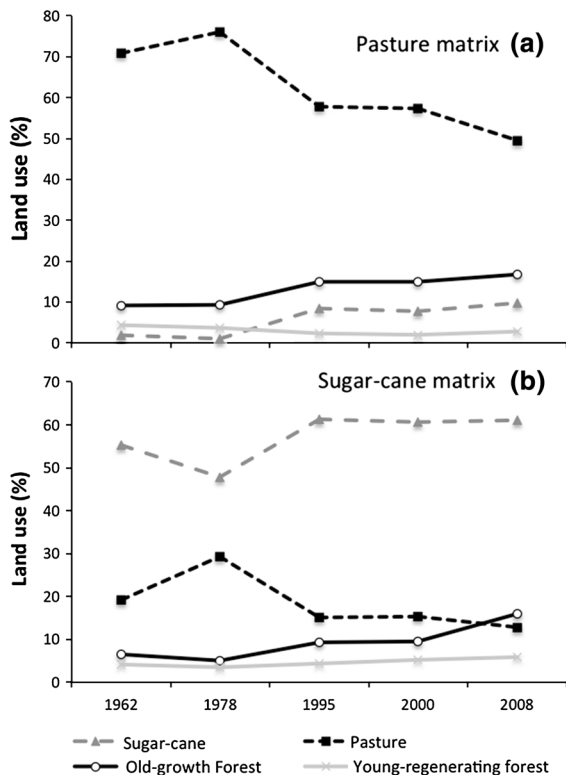 Pasture matrix (a)
Land use (%)
80
70
60
50
40
30
20
10
0
Sugar-cane matrix (b)
Land use (%)
70
60
50
40
30
20
10
0
1962 1978 1995 2000 2008
Sugar-cane Pasture
Old-growth Forest Young-regenerating forest